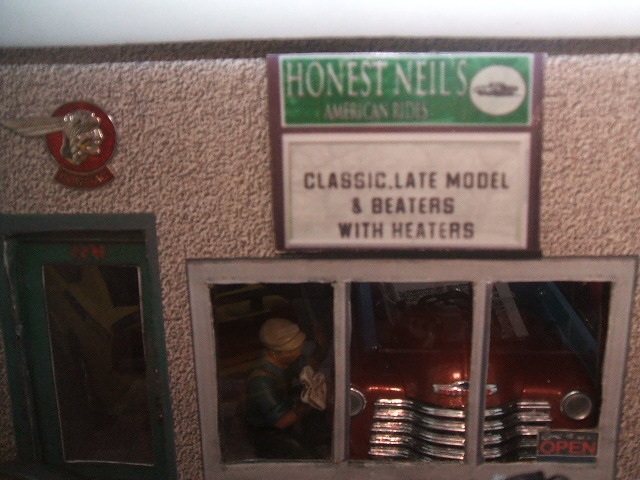 HONEST NEIL'S
AMERICAN RIDES
CLASSIC.LATE MODEL
& BEATERS
WITH HEATERS
OPEN